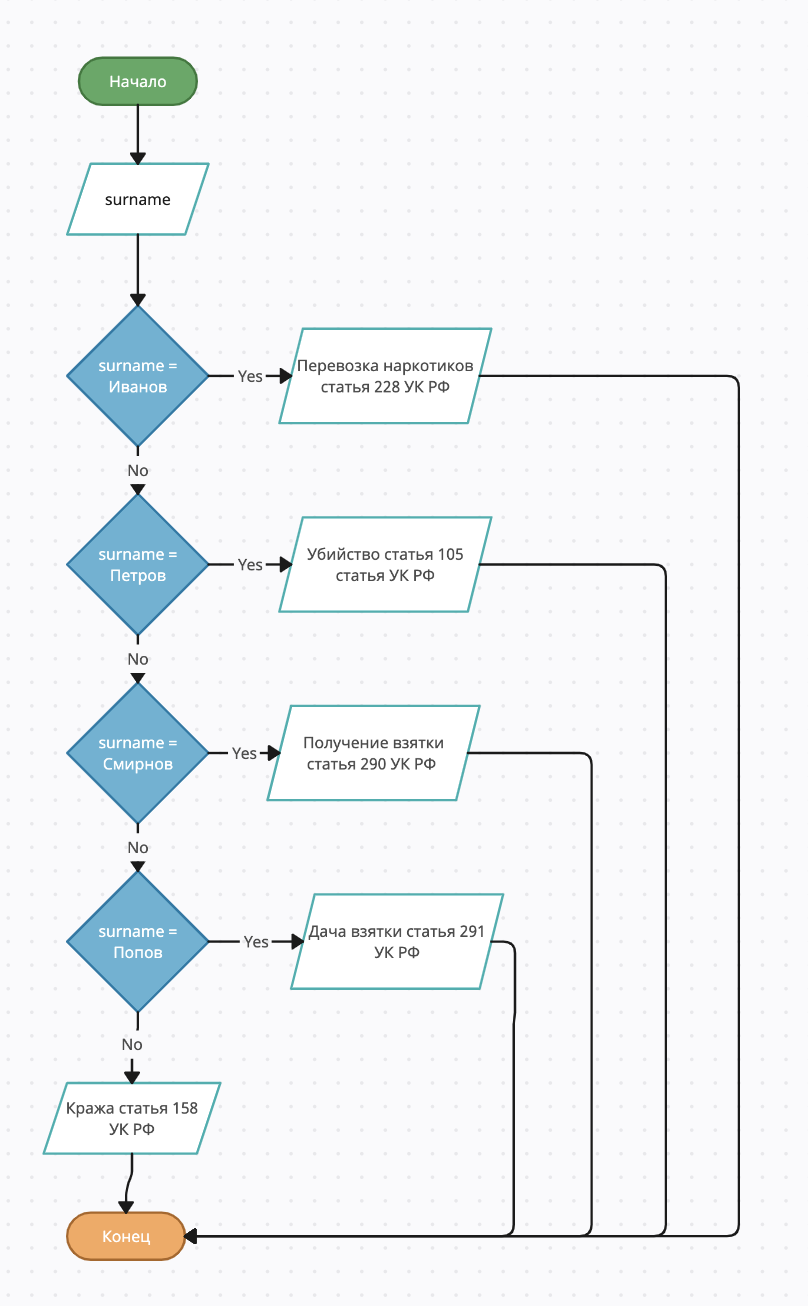 Начало
surname
surname =
Иванов
Yes
Перевозка наркотиков
статья 228 УК РФ
No
surname =
Петров
Yes
Убийство статья 105
статья УК РФ
No
surname =
Смирнов
Yes
Получение взятки
статья 290 УК РФ
No
surname =
Попов
Yes
Дача взятки статья 291
УК РФ
No
Кража статья 158
УК РФ
Конец